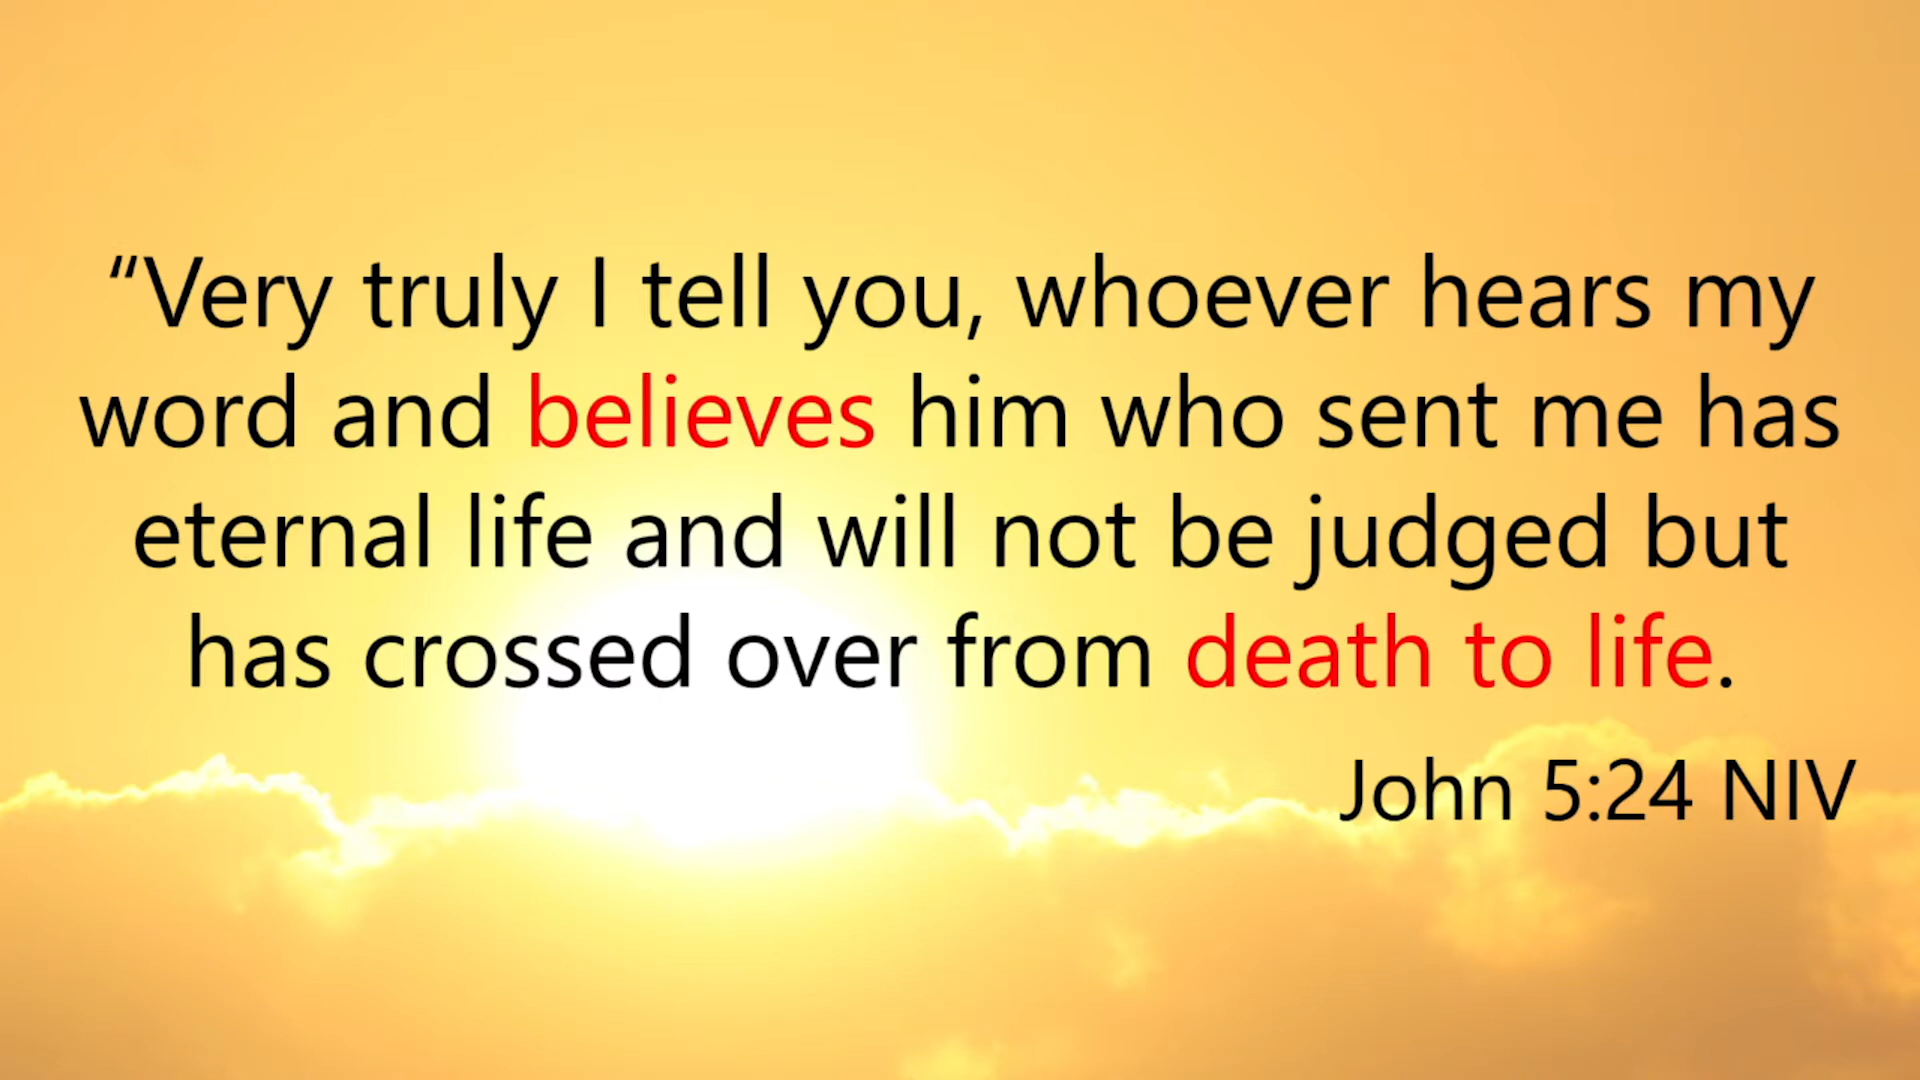 “Very truly I tell you, whoever hears my
word and believes him who sent me has
eternal life and will not be judged but
has crossed over from death to life.
John 5:24 NIV